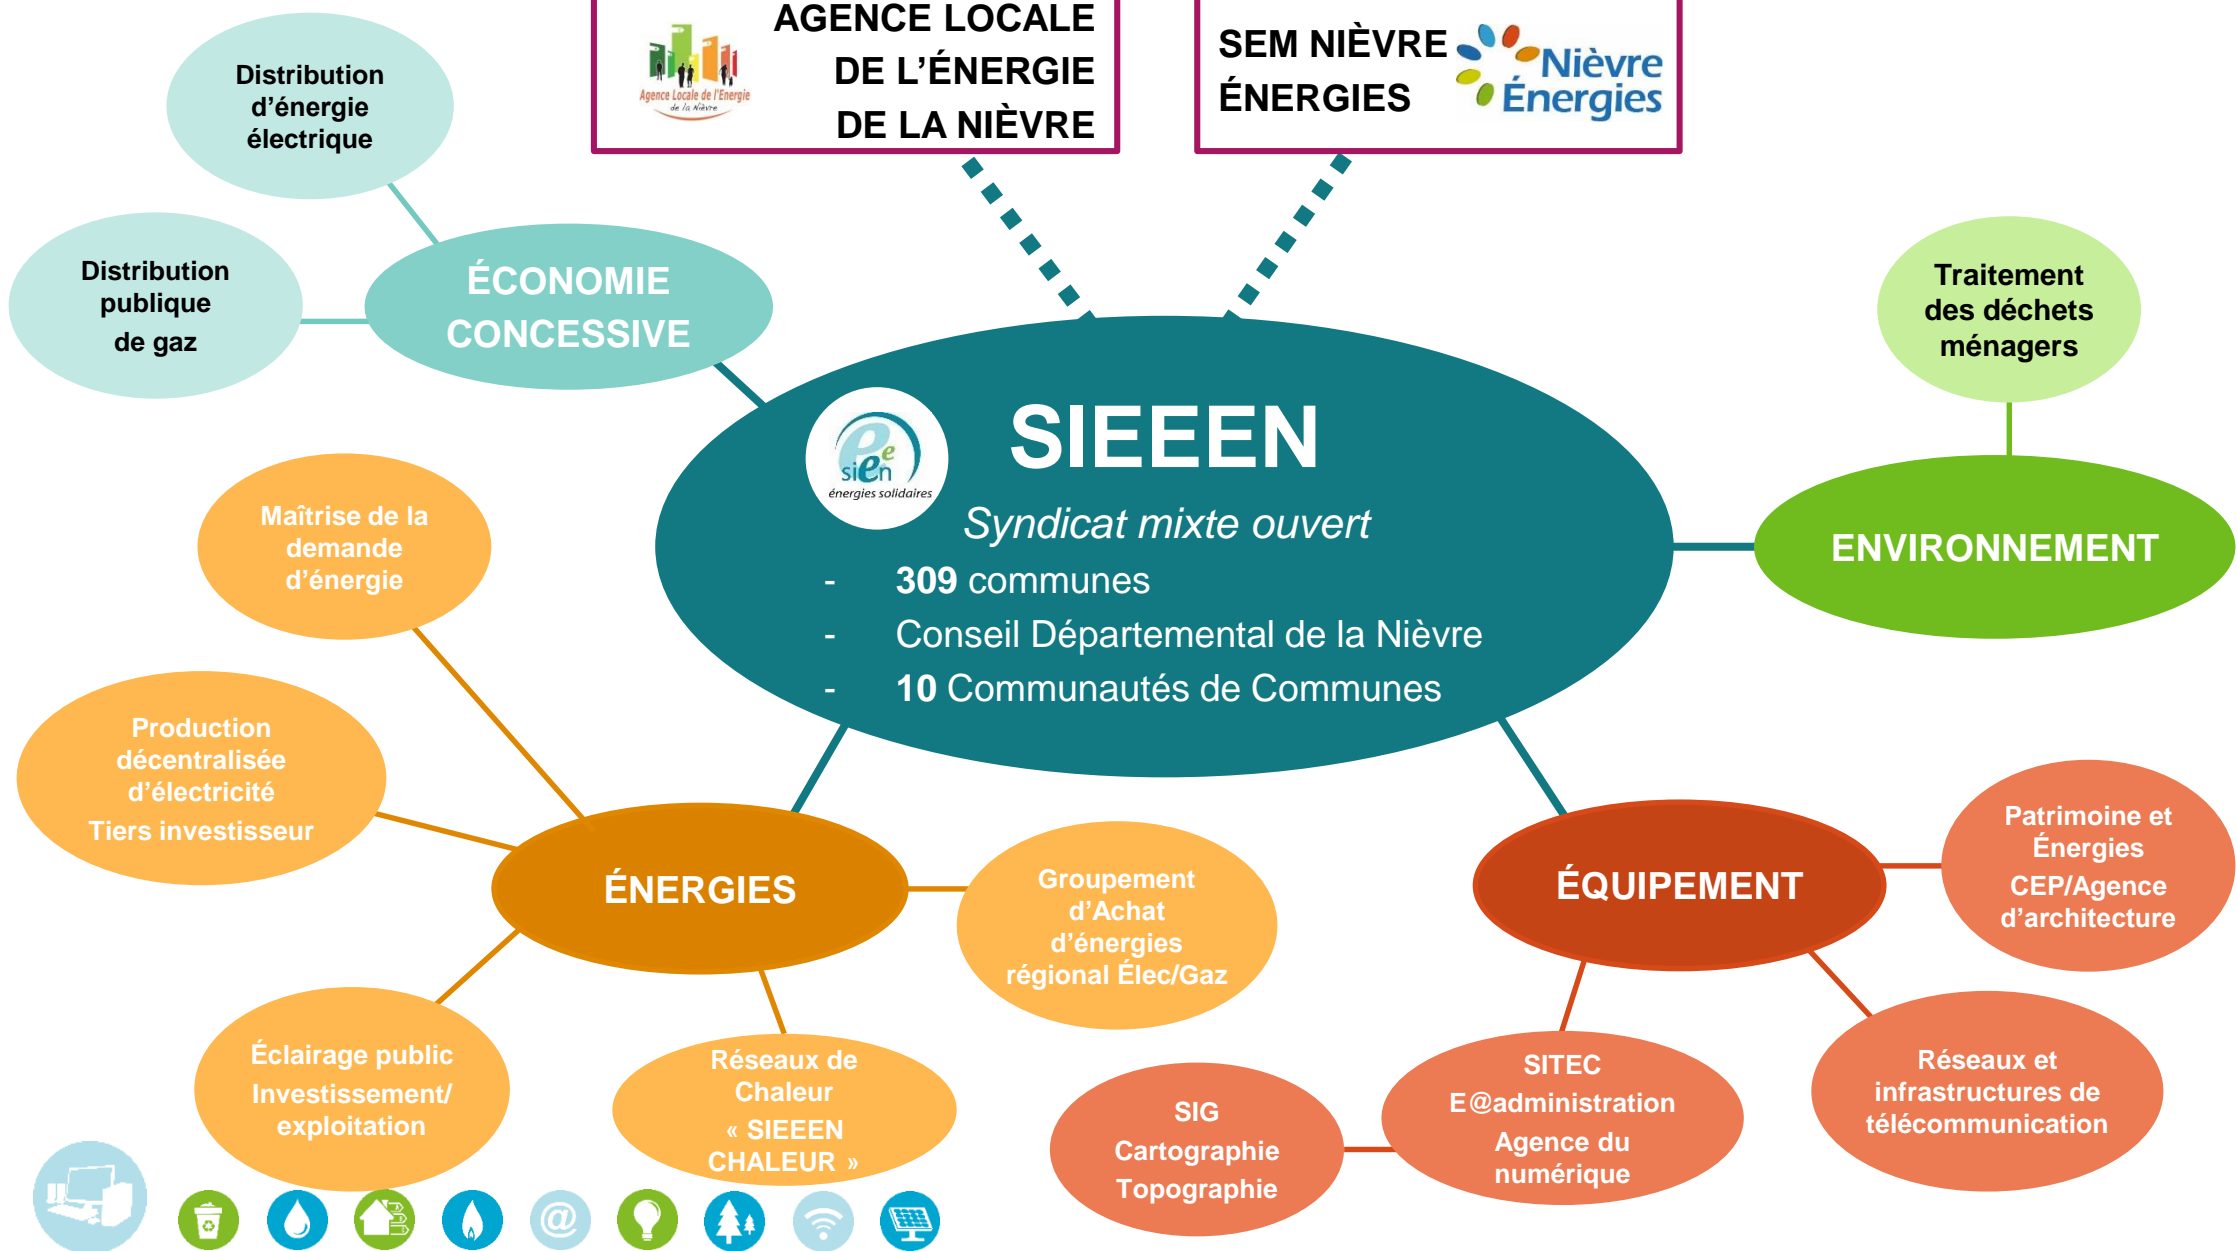 AGENCE LOCALE
DE L'ÉNERGIE
DE LA NIÈVRE
Agence Locale de l'Energie
de la Nièvre
SEM NIÈVRE
ÉNERGIES
Nièvre
Énergies
Distribution
d'énergie
électrique
Distribution
publique
de gaz
ÉCONOMIE
CONCESSIVE
Traitement
des déchets
ménagers
ENVIRONNEMENT
sieen
énergies solidaires
SIEEEN
Syndicat mixte ouvert
- 309 communes
- Conseil Départemental de la Nièvre
- 10 Communautés de Communes
Maîtrise de la
demande
d'énergie
Production
décentralisée
d'électricité
Tiers investisseur
ÉNERGIES
Groupement
d'Achat
d'énergies
régional Élec/Gaz
Éclairage public
Investissement/
exploitation
Réseaux de
Chaleur
« SIEEEN
CHALEUR »
ÉQUIPEMENT
Patrimoine et
Énergies
CEP/Agence
d'architecture
Réseaux et
infrastructures de
télécommunication
SITEC
E@administration
Agence du
numérique
SIG
Cartographie
Topographie
@